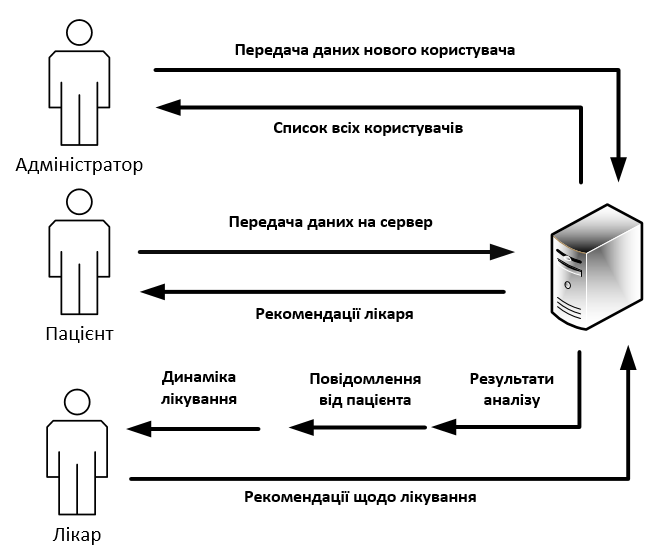 Передача даних нового користувача
Список всіх користувачів
Адміністратор
Передача даних на сервер
Рекомендації лікаря
Пацієнт
Динаміка
лікування
Повідомлення
від пацієнта
Результати
аналізу
Рекомендації щодо лікування
Лікар